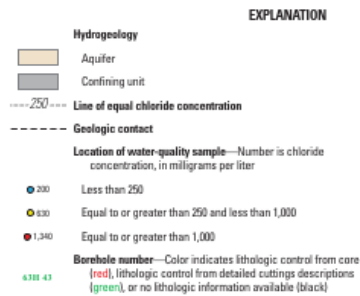 EXPLANATION
Hydrogeology
Aquifer
Confining unit
250 Line of equal chloride concentration
Geologic contact
Location of water-quality sample—Number is chloride
concentration, in milligrams per liter
200 Less than 250
630 Equal to or greater than 250 and less than 1,000
1,340 Equal to or greater than 1,000
Borehole number—Color indicates lithologic control from core
(red), lithologic control from detailed cuttings descriptions
(green), or no lithologic information available (black)